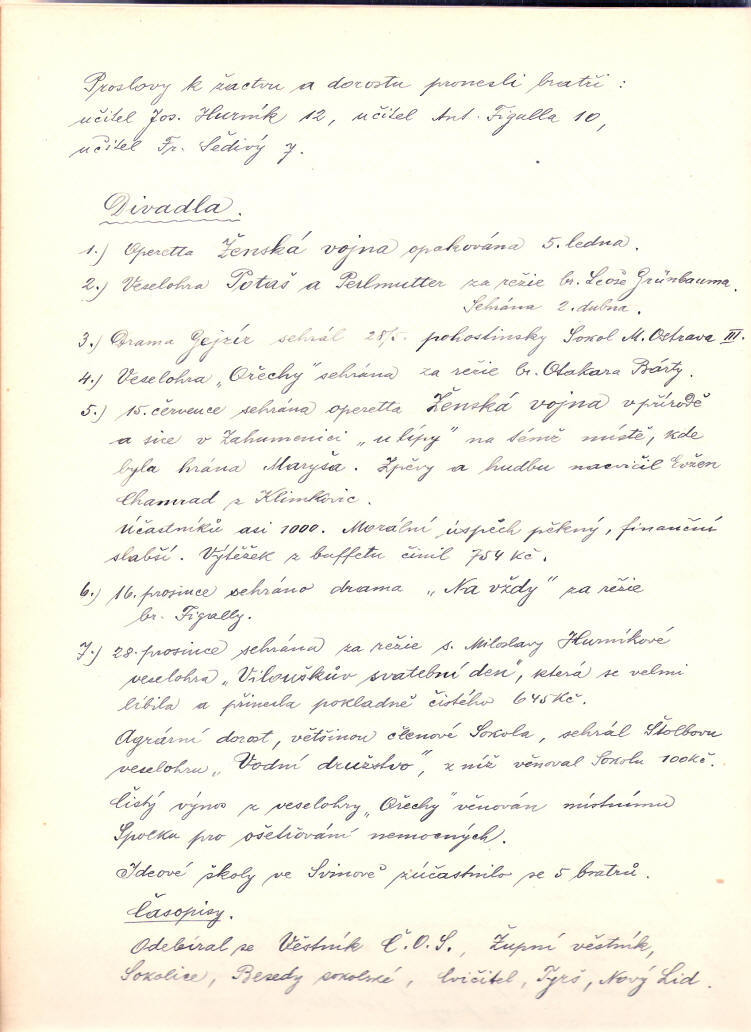 Proslovy k žactvu a dorostu pronesli bratři :
učitel Jos. Hurník 12, učitel Ant. Figalla 10,
učitel Fr. Šedivý 7.
Divadla.
1.) Operetta Ženská vojna opakována 5. ledna.
2.) Veselohra Potaš a Perlmutter za režie br. Leoše Grünbauma.
Sehrána 2. dubna.
3.) Drama Gejzír sehrál 28/5. pohostinsky Sokol M. Ostrava III.
4.) Veselohra „Ořechy" sehrána za režie br. Otakara Bárty.
5.) 15. července sehrána operetta Ženská vojna v přírodě
a sice v Zahumenici „u lípy" na témž místě, kde
byla hrána Maryša. Zpěvy a hudbu nacvičil Evžen
Chamrad z Klimkovic.
Účastníků asi 1000. Morální úspěch pěkný, finanční
slabší. Výtěžek z buffetu činil 754 Kč.
6.) 16. prosince sehráno drama „Na vždy" za režie
br. Figally.
7.) 28. prosince sehrána za režie s. Miloslavy Hurníkové
veselohra „Viloušküv svatební den", která se velmi
líbila a přinesla pokladně čistého 645 Kč.
Agrární dorost, většinou členové Sokola, sehrál Štolbovu
veselohru „Vodní družstvo", z níž věnoval Sokolu 100 Kč.
Čistý výnos z veselohry „Ořechy" věnován místnímu
Spolku pro ošetřování nemocných.
Ideové školy ve Svinově zúčastnilo se 5 bratrů.
Časopisy.
Odebíral se Věstník Č.O.S., Župní věstník,
Sokolice, Besedy sokolské, Cvičitel, Tyrš, Nový Lid.